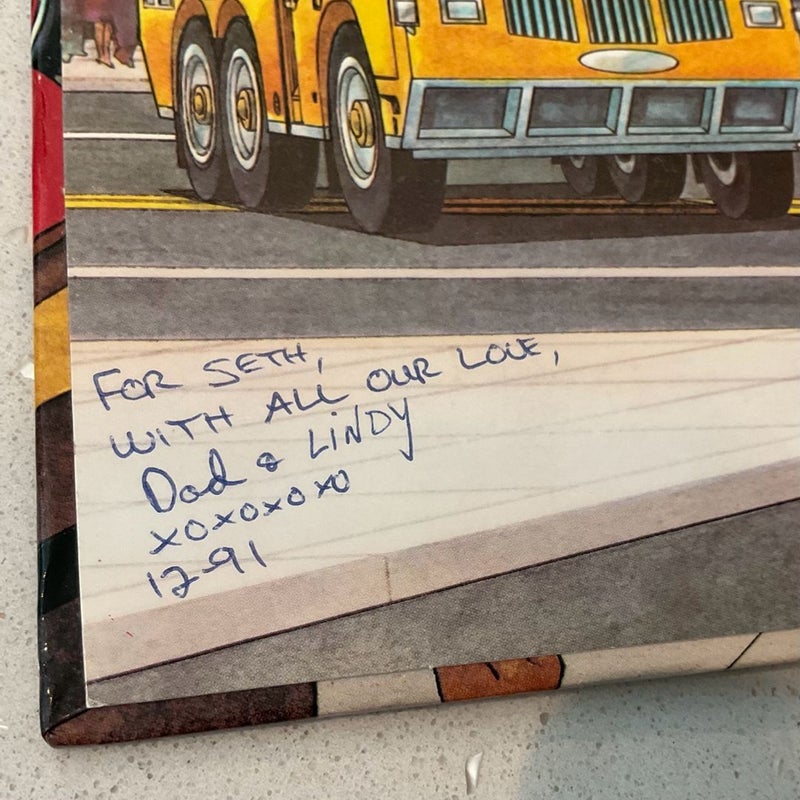 FOR SETH,
WITH ALL OUR LOVE,
Dad & LINDY
XOXOXOXO
12-91